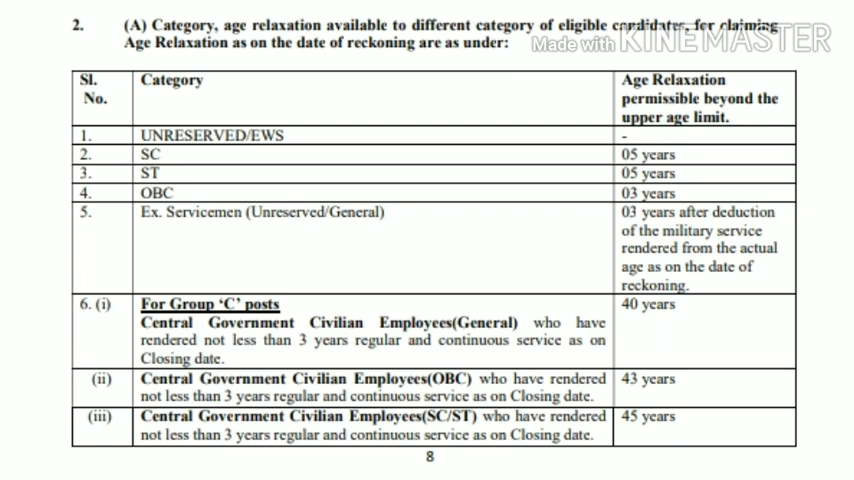 2. (A) Category, age relaxation available to different category of eligible candidates, for claiming
Age Relaxation as on the date of reckoning are as under:
Made with KINEMASTER
Sl. No. Category Age Relaxation permissible beyond the upper age limit.
1. UNRESERVED/EWS -
2. SC 05 years
3. ST 05 years
4. OBC 03 years
5. Ex. Servicemen (Unreserved/General) 03 years after deduction
of the military service
rendered from the actual
age as on the date of
reckoning.
6. (i) For Group ‘C’ posts 40 years
Central Government Civilian Employees(General) who have
rendered not less than 3 years regular and continuous service as on
Closing date.
(ii) Central Government Civilian Employees(OBC) who have rendered 43 years
not less than 3 years regular and continuous service as on Closing date.
(iii) Central Government Civilian Employees(SC/ST) who have rendered 45 years
not less than 3 years regular and continuous service as on Closing date.
8